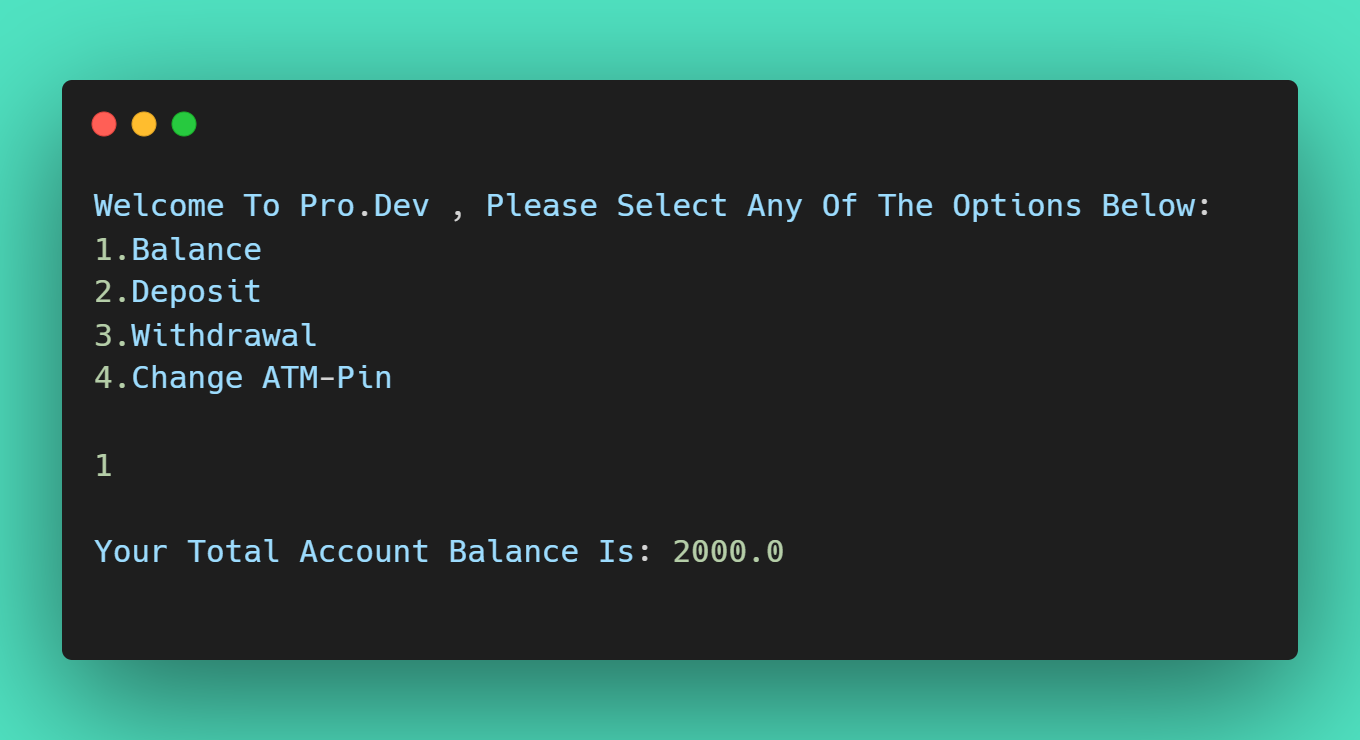 Welcome To Pro.Dev , Please Select Any Of The Options Below:
1.Balance
2.Deposit
3.Withdrawal
4.Change ATM-Pin
1
Your Total Account Balance Is: 2000.0